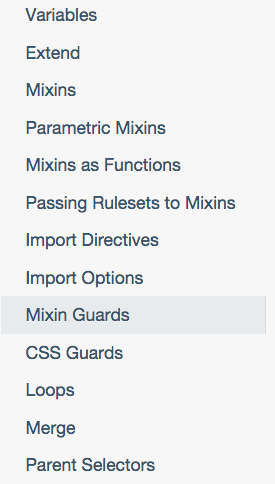 Variables
Extend
Mixins
Parametric Mixins
Mixins as Functions
Passing Rulesets to Mixins
Import Directives
Import Options
Mixin Guards
CSS Guards
Loops
Merge
Parent Selectors